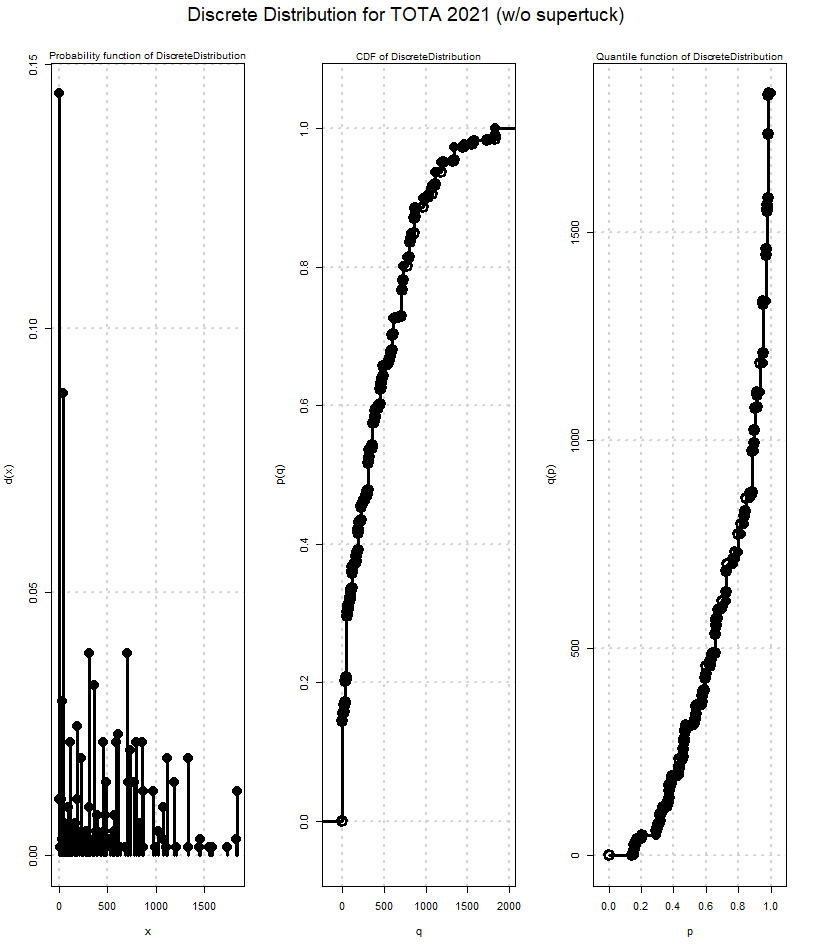 Discrete Distribution for TOTA 2021 (w/o supertuck)
Probability function of DiscreteDistribution
d(x)
0.15
0.10
0.05
0.00
0 500 1000 1500
x
CDF of DiscreteDistribution
p(q)
1.0
0.8
0.6
0.4
0.2
0.0
0 500 1000 1500 2000
q
Quantile function of DiscreteDistribution
q(p)
1500
1000
500
0
0.0 0.2 0.4 0.6 0.8 1.0
p